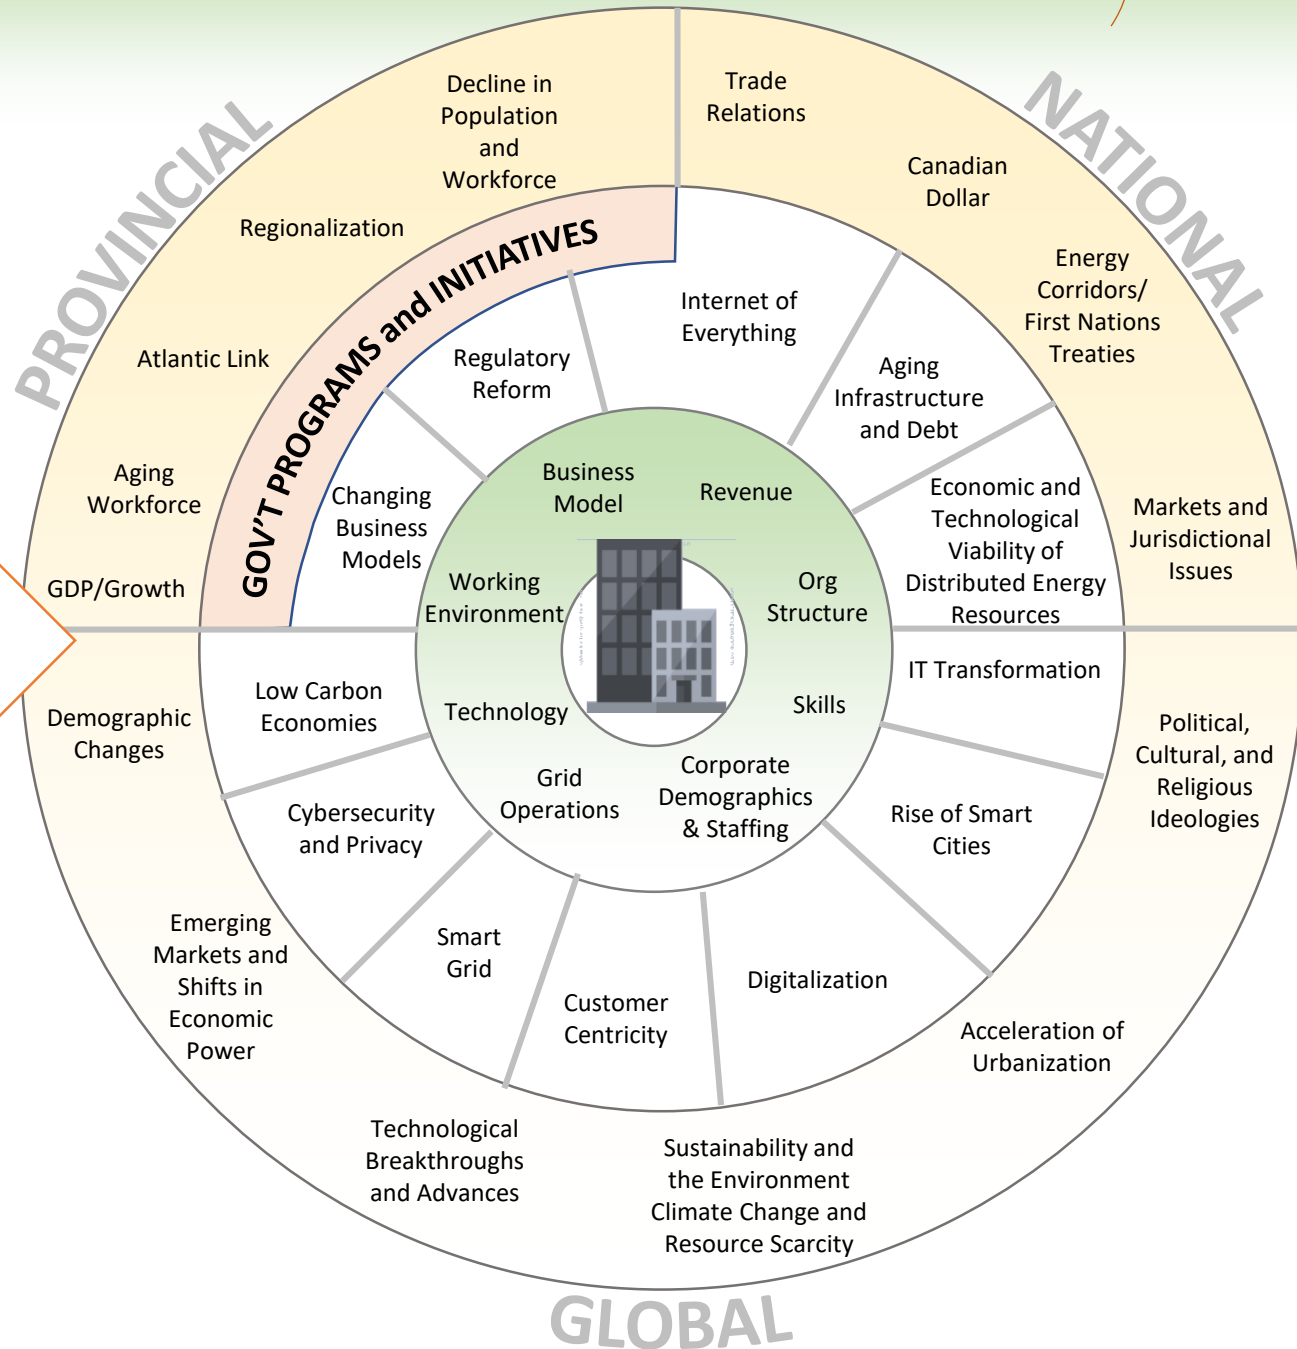 PROVINCIAL
NATIONAL
GLOBAL
Decline in
Population
and
Workforce
Regionalization
Atlantic Link
Aging
Workforce
GDP/Growth
Trade
Relations
Canadian
Dollar
Energy
Corridors/
First Nations
Treaties
Markets and
Jurisdictional
Issues
Political,
Cultural, and
Religious
Ideologies
Acceleration of
Urbanization
Sustainability and
the Environment
Climate Change and
Resource Scarcity
Technological
Breakthroughs
and Advances
Emerging
Markets and
Shifts in
Economic
Power
Demographic
Changes
GOV'T PROGRAMS and INITIATIVES
Changing
Business
Models
Regulatory
Reform
Internet of
Everything
Aging
Infrastructure
and Debt
Economic and
Technological
Viability of
Distributed Energy
Resources
IT Transformation
Rise of Smart
Cities
Digitalization
Customer
Centricity
Smart
Grid
Cybersecurity
and Privacy
Low Carbon
Economies
Business
Model
Revenue
Org
Structure
Skills
Corporate
Demographics
& Staffing
Grid
Operations
Technology
Working
Environment